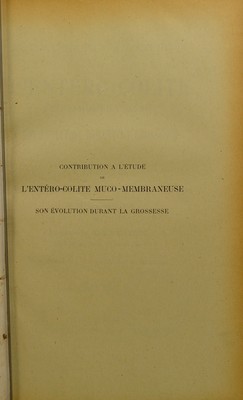 CONTRIBUTION A L'ÉTUDE
DE
L'ENTÉRO-COLITE MUCO-MEMBRANEUSE
SON ÉVOLUTION DURANT LA GROSSESSE